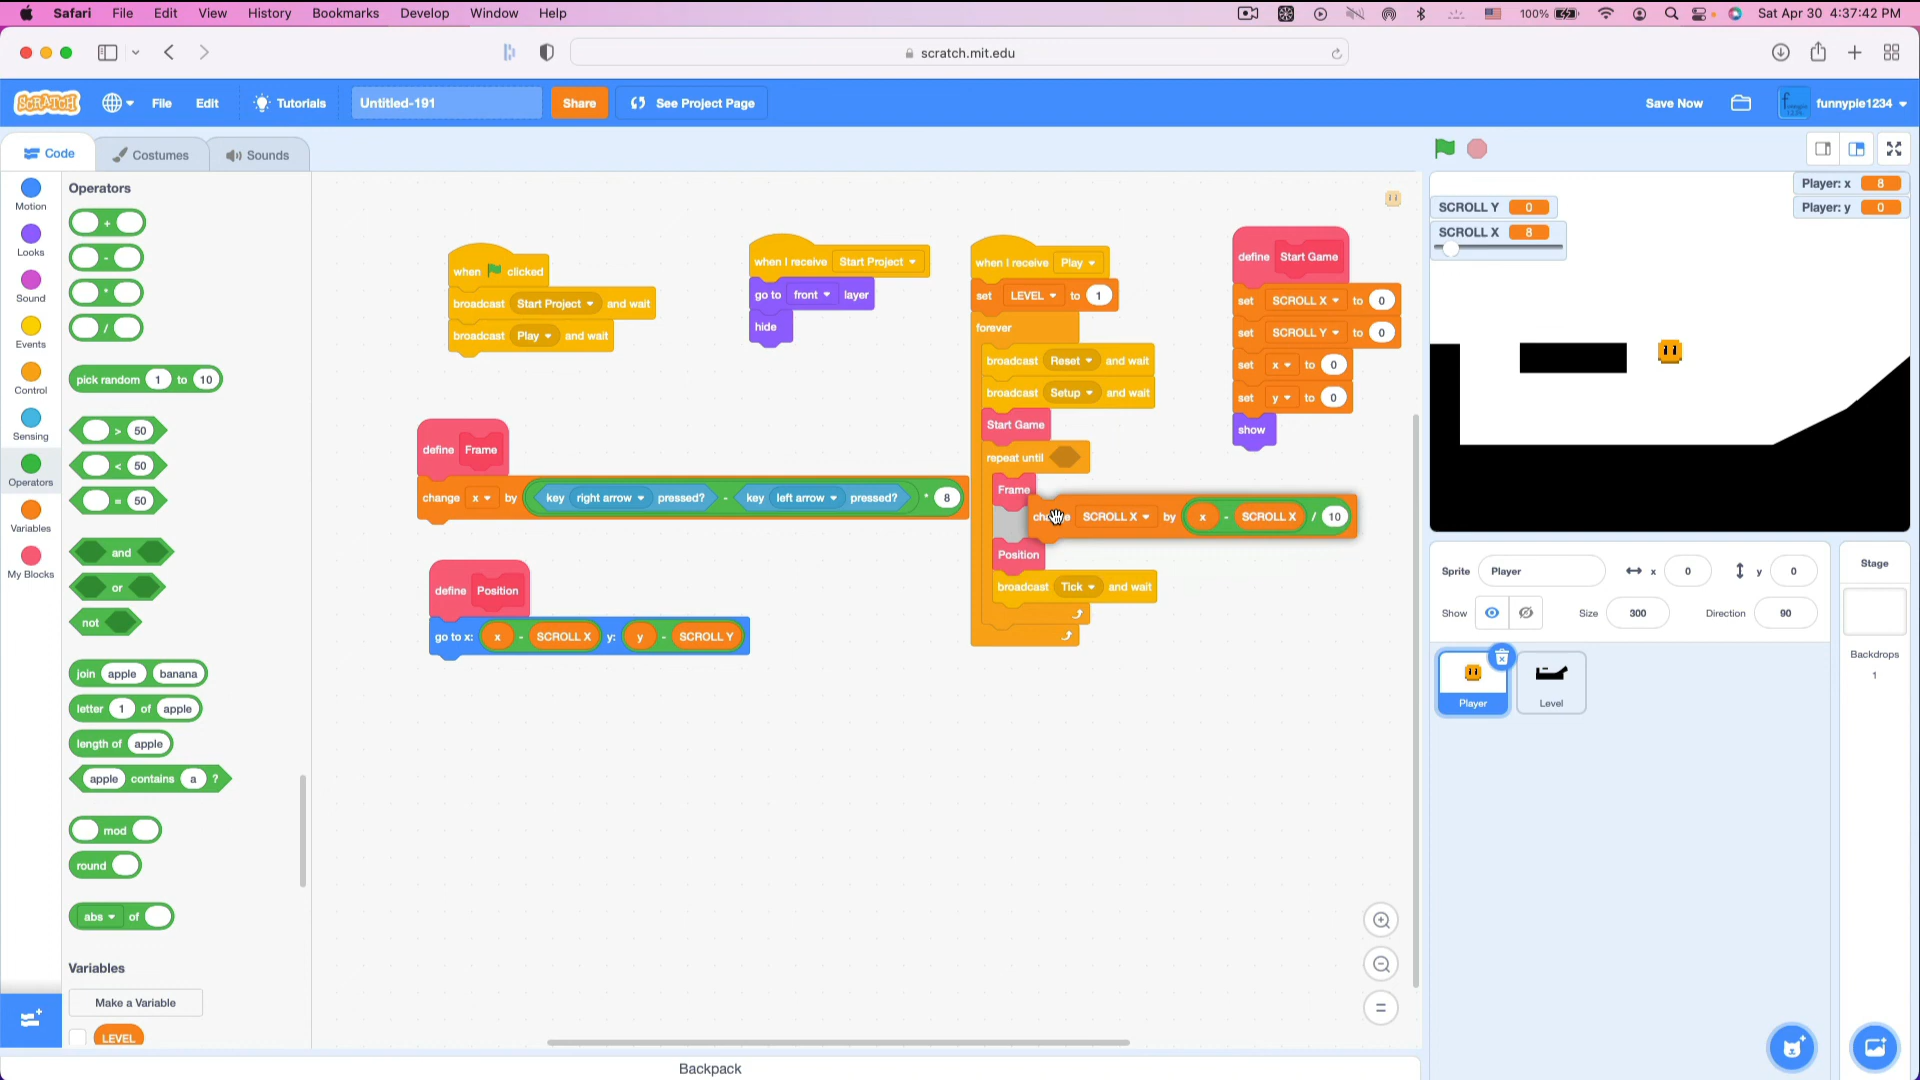 Safari File Edit View History Bookmarks Develop Window Help 100% Sat Apr 30 4:37:42 PM
scratch.mit.edu
SCRATCH File Edit Tutorials Untitled-191 Share See Project Page Save Now funnypie1234
Code Costumes Sounds
Motion
Looks
Sound
Events
Control
Sensing
Operators
Variables
My Blocks
Operators
+
-
*
/
pick random 1 to 10
> 50
< 50
= 50
and
or
not
join apple banana
letter 1 of apple
length of apple
apple contains a ?
mod
round
abs of
Variables
Make a Variable
LEVEL
when clicked
broadcast Start Project and wait
broadcast Play and wait
when I receive Start Project
go to front layer
hide
define Frame
change x by key right arrow pressed? - key left arrow pressed? * 8
define Position
go to x: x - SCROLL X y: y - SCROLL Y
when I receive Play
set LEVEL to 1
forever
broadcast Reset and wait
broadcast Setup and wait
Start Game
repeat until
Frame
change SCROLL X by x - SCROLL X / 10
Position
broadcast Tick and wait
define Start Game
set SCROLL X to 0
set SCROLL Y to 0
set x to 0
set y to 0
show
Player: x 8
Player: y 0
SCROLL Y 0
SCROLL X 8
Sprite Player x 0 y 0
Show Size 300 Direction 90
Player
Level
Stage
Backdrops
1
Backpack